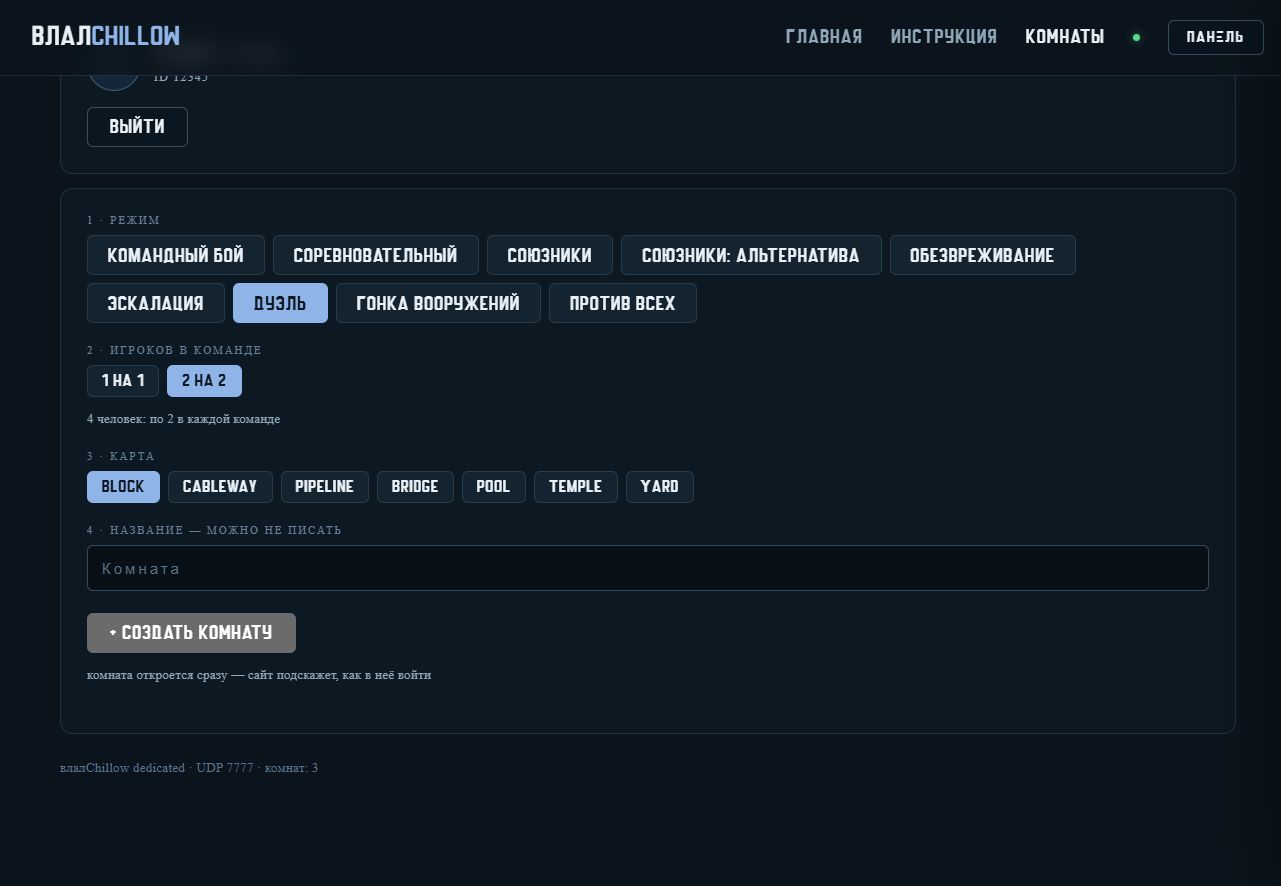 ВЛАЛCHILLOW ГЛАВНАЯ ИНСТРУКЦИЯ КОМНАТЫ ПАНЕЛЬ
ID 12345
ВЫЙТИ
1 · РЕЖИМ
КОМАНДНЫЙ БОЙ СОРЕВНОВАТЕЛЬНЫЙ СОЮЗНИКИ СОЮЗНИКИ: АЛЬТЕРНАТИВА ОБЕЗВРЕЖИВАНИЕ
ЭСКАЛАЦИЯ ДУЭЛЬ ГОНКА ВООРУЖЕНИЙ ПРОТИВ ВСЕХ
2 · ИГРОКОВ В КОМАНДЕ
1 НА 1 2 НА 2
4 человек: по 2 в каждой команде
3 · КАРТА
BLOCK CABLEWAY PIPELINE BRIDGE POOL TEMPLE YARD
4 · НАЗВАНИЕ — МОЖНО НЕ ПИСАТЬ
Комната
+ СОЗДАТЬ КОМНАТУ
комната откроется сразу — сайт подскажет, как в неё войти
влалChillow dedicated · UDP 7777 · комнат: 3